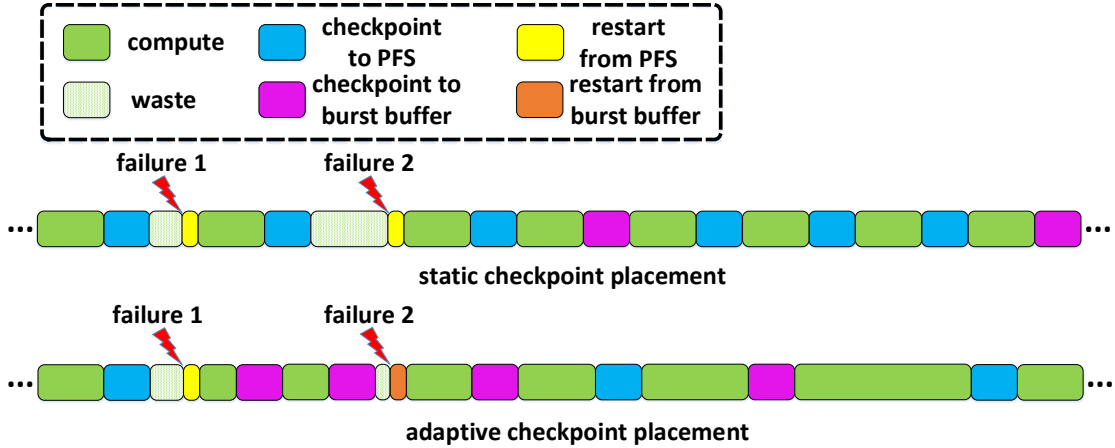 compute
checkpoint
to PFS
restart
from PFS
waste
checkpoint to
burst buffer
restart from
burst buffer
failure 1
failure 2
...
...
static checkpoint placement
failure 1
failure 2
...
...
adaptive checkpoint placement